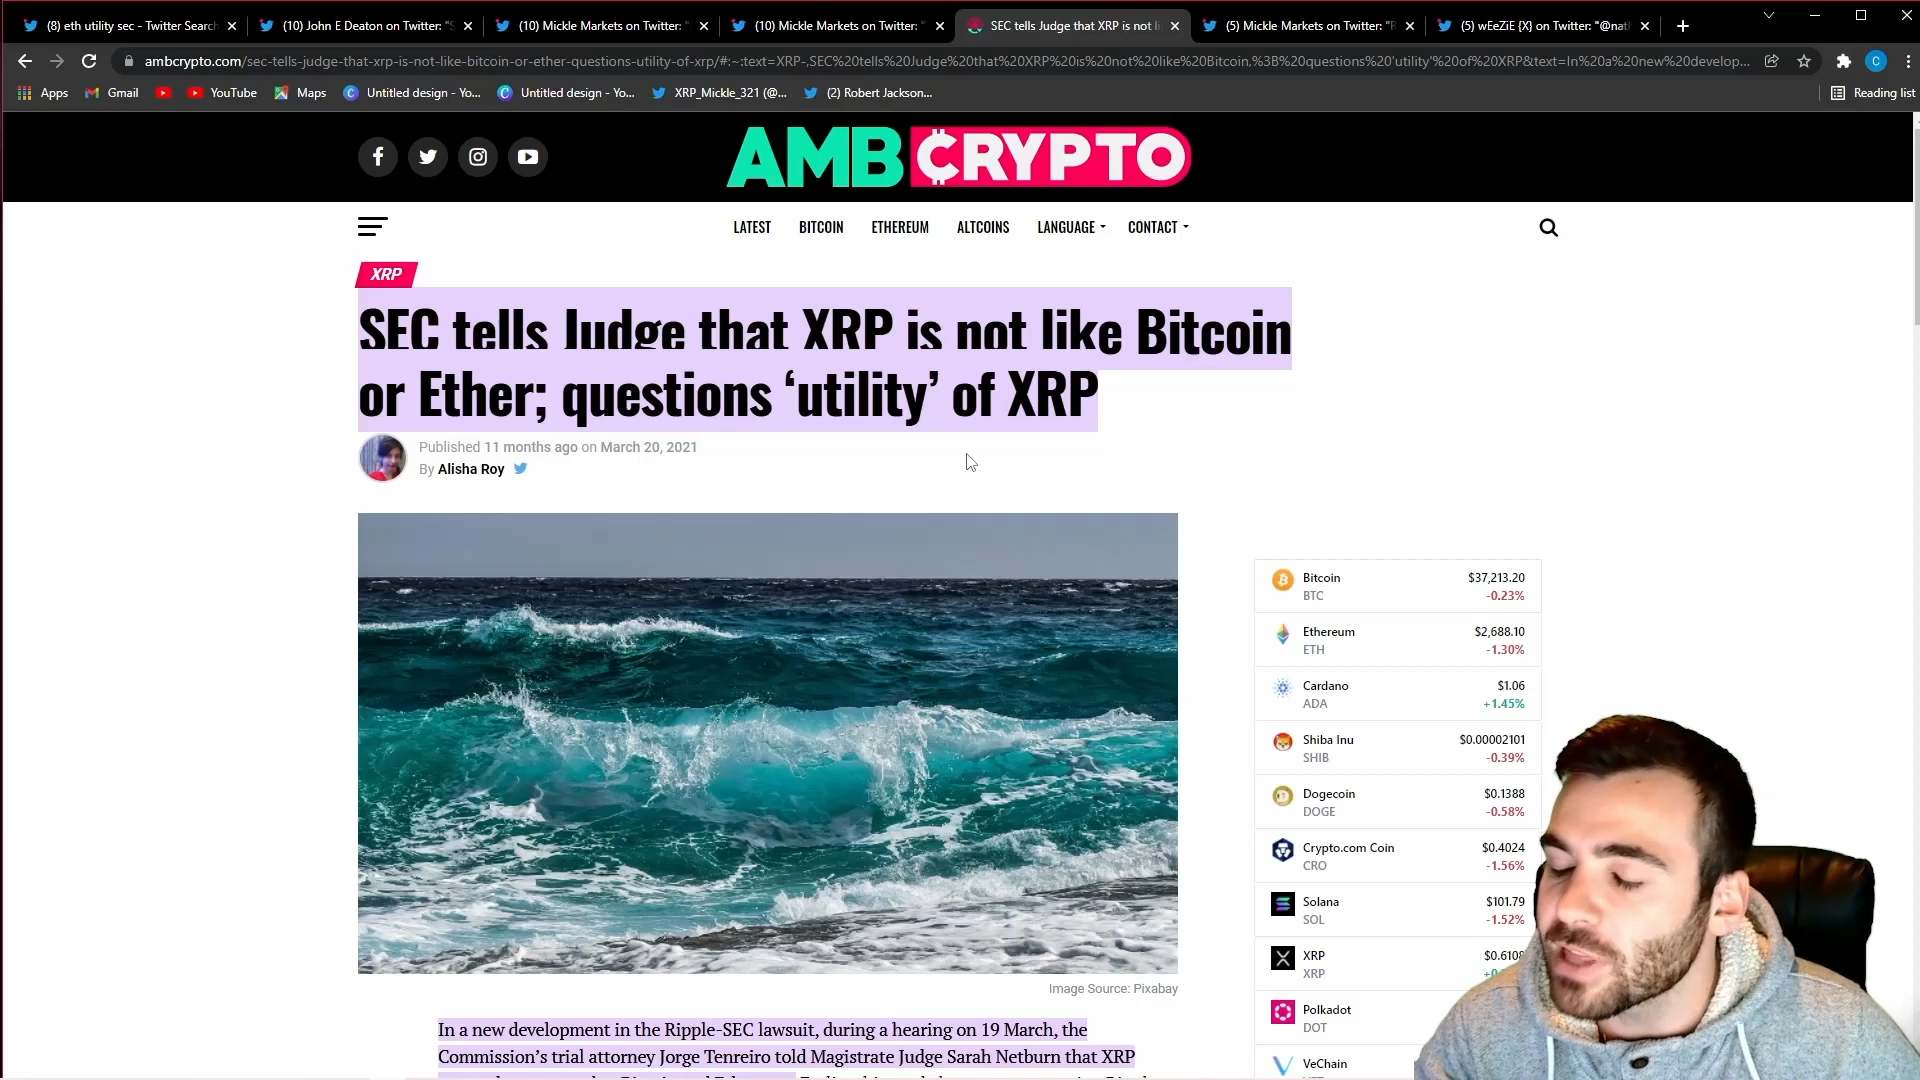 (8) eth utility sec - Twitter Search
(10) John E Deaton on Twitter: "S
(10) Mickle Markets on Twitter: "
(10) Mickle Markets on Twitter: "
SEC tells Judge that XRP is not li
(5) Mickle Markets on Twitter: "R
(5) wEeZiE {X} on Twitter: "@nat
ambcrypto.com/sec-tells-judge-that-xrp-is-not-like-bitcoin-or-ether-questions-utility-of-xrp/#:~:text=XRP-,SEC%20tells%20Judge%20that%20XRP%20is%20not%20like%20Bitcoin,%3B%20questions%20'utility'%20of%20XRP&text=In%20a%20new%20develop...
C
Apps
Gmail
YouTube
Maps
Untitled design - Yo...
Untitled design - Yo...
XRP_Mickle_321 (@...
(2) Robert Jackson...
Reading list
AMBCRYPTO
LATEST BITCOIN ETHEREUM ALTCOINS LANGUAGE CONTACT
XRP
SEC tells Judge that XRP is not like Bitcoin
or Ether; questions ‘utility’ of XRP
Published 11 months ago on March 20, 2021
By Alisha Roy
Image Source: Pixabay
In a new development in the Ripple-SEC lawsuit, during a hearing on 19 March, the
Commission’s trial attorney Jorge Tenreiro told Magistrate Judge Sarah Netburn that XRP
Bitcoin $37,213.20
BTC -0.23%
Ethereum $2,688.10
ETH -1.30%
Cardano $1.06
ADA +1.45%
Shiba Inu $0.00002101
SHIB -0.39%
Dogecoin $0.1388
DOGE -0.58%
Crypto.com Coin $0.4024
CRO -1.56%
Solana $101.79
SOL -1.52%
XRP $0.6108
XRP
Polkadot
DOT
VeChain